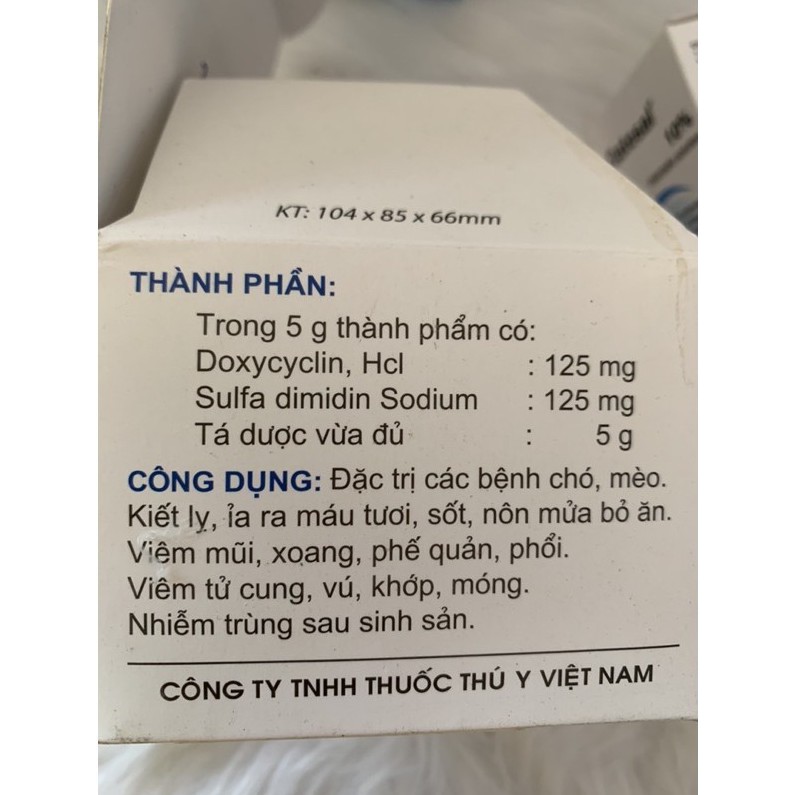 KT: 104 x 85 x 66mm
10%
THÀNH PHẦN:
Trong 5 g thành phẩm có:
Doxycyclin, Hcl : 125 mg
Sulfa dimidin Sodium : 125 mg
Tá dược vừa đủ : 5 g
CÔNG DỤNG: Đặc trị các bệnh chó, mèo.
Kiết lỵ, ỉa ra máu tươi, sốt, nôn mửa bỏ ăn.
Viêm mũi, xoang, phế quản, phổi.
Viêm tử cung, vú, khớp, móng.
Nhiễm trùng sau sinh sản.
CÔNG TY TNHH THUỐC THÚ Y VIỆT NAM